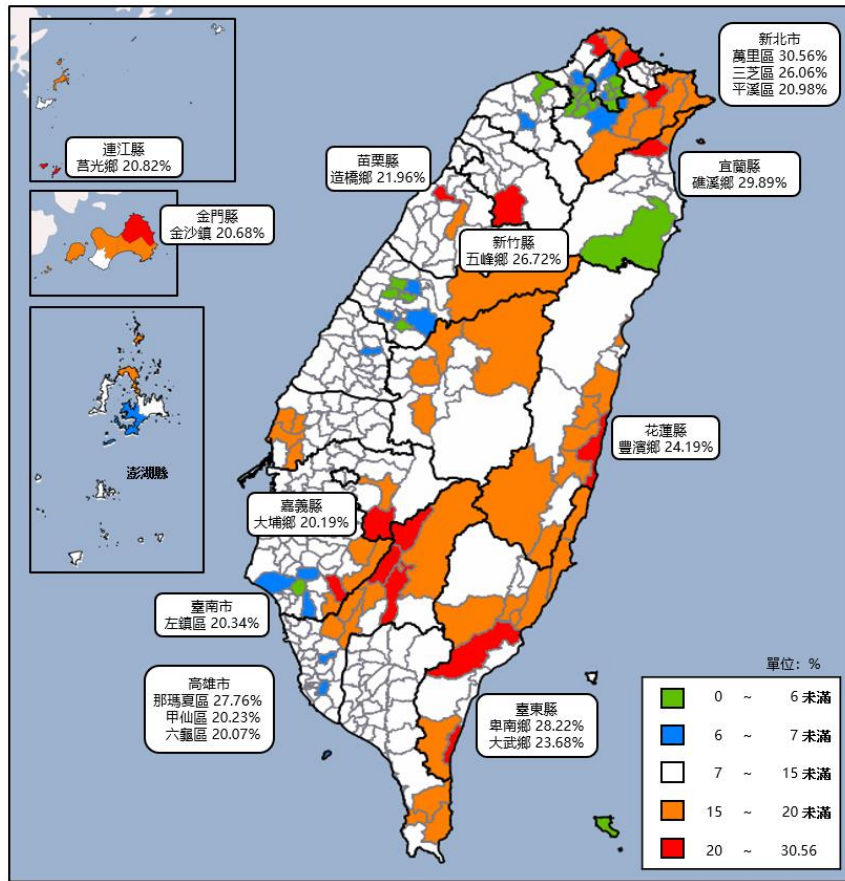 新北市
萬里區 30.56%
三芝區 26.06%
平溪區 20.98%
連江縣
莒光鄉 20.82%
苗栗縣
造橋鄉 21.96%
宜蘭縣
礁溪鄉 29.89%
金門縣
金沙鎮 20.68%
新竹縣
五峰鄉 26.72%
花蓮縣
豐濱鄉 24.19%
澎湖縣
嘉義縣
大埔鄉 20.19%
臺南市
左鎮區 20.34%
高雄市
那瑪夏區 27.76%
甲仙區 20.23%
六龜區 20.07%
臺東縣
卑南鄉 28.22%
大武鄉 23.68%
單位: %
0 ~ 6 未滿
6 ~ 7 未滿
7 ~ 15 未滿
15 ~ 20 未滿
20 ~ 30.56